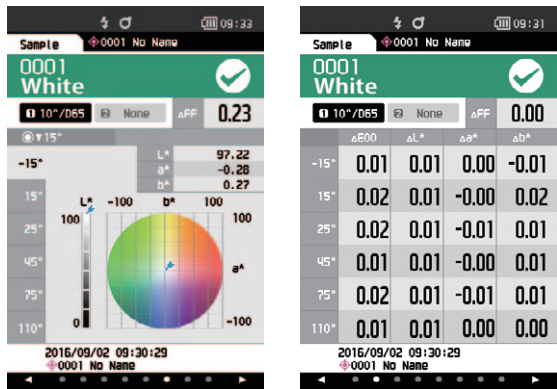 09:33
Sample 0001 No Name
0001
White
1 10°/D65 2 None ΔFF 0.23
▼15°
-15° L* 97.22
a* -0.28
b* 0.27
15°
25°
45°
75°
110°
L* -100 b* 100
100 100
a*
0 -100
2016/09/02 09:30:29
0001 No Name
09:31
Sample 0001 No Name
0001
White
1 10°/D65 2 None ΔFF 0.00
ΔE00 ΔL* Δa* Δb*
-15° 0.01 0.01 0.00 -0.01
15° 0.02 0.01 -0.00 0.02
25° 0.02 0.01 -0.01 0.01
45° 0.01 0.01 -0.00 0.01
75° 0.02 0.01 -0.01 0.01
110° 0.01 0.01 0.00 0.00
2016/09/02 09:30:29
0001 No Name